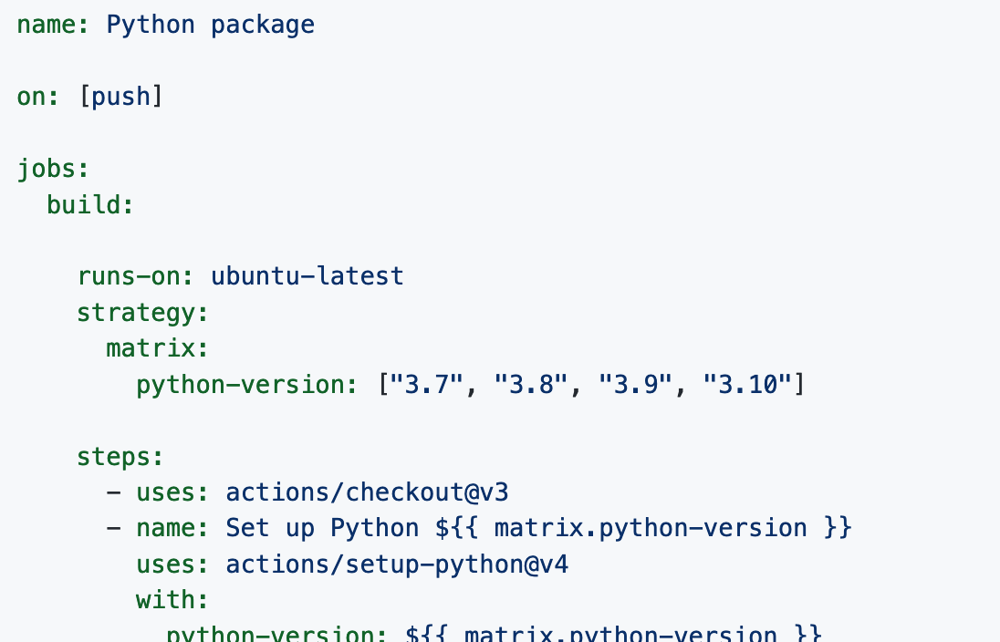 name: Python package
on: [push]
jobs:
  build:
    runs-on: ubuntu-latest
    strategy:
      matrix:
        python-version: ["3.7", "3.8", "3.9", "3.10"]
    steps:
      - uses: actions/checkout@v3
      - name: Set up Python ${{ matrix.python-version }}
        uses: actions/setup-python@v4
        with:
          python-version: ${{ matrix.python-version }}